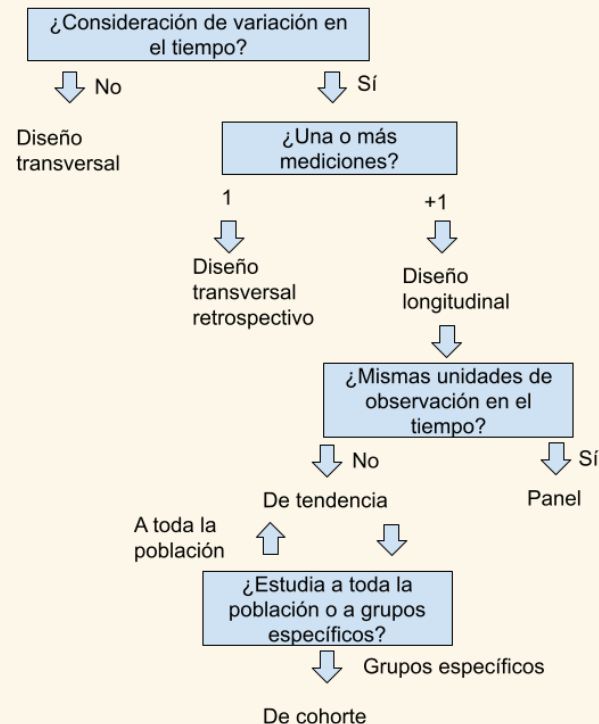 ¿Consideración de variación en
el tiempo?
No
Sí
Diseño
transversal
¿Una o más
mediciones?
1
+1
Diseño
transversal
retrospectivo
Diseño
longitudinal
¿Mismas unidades de
observación en el
tiempo?
No
Sí
De tendencia
Panel
A toda la
población
¿Estudia a toda la
población o a grupos
específicos?
Grupos específicos
De cohorte